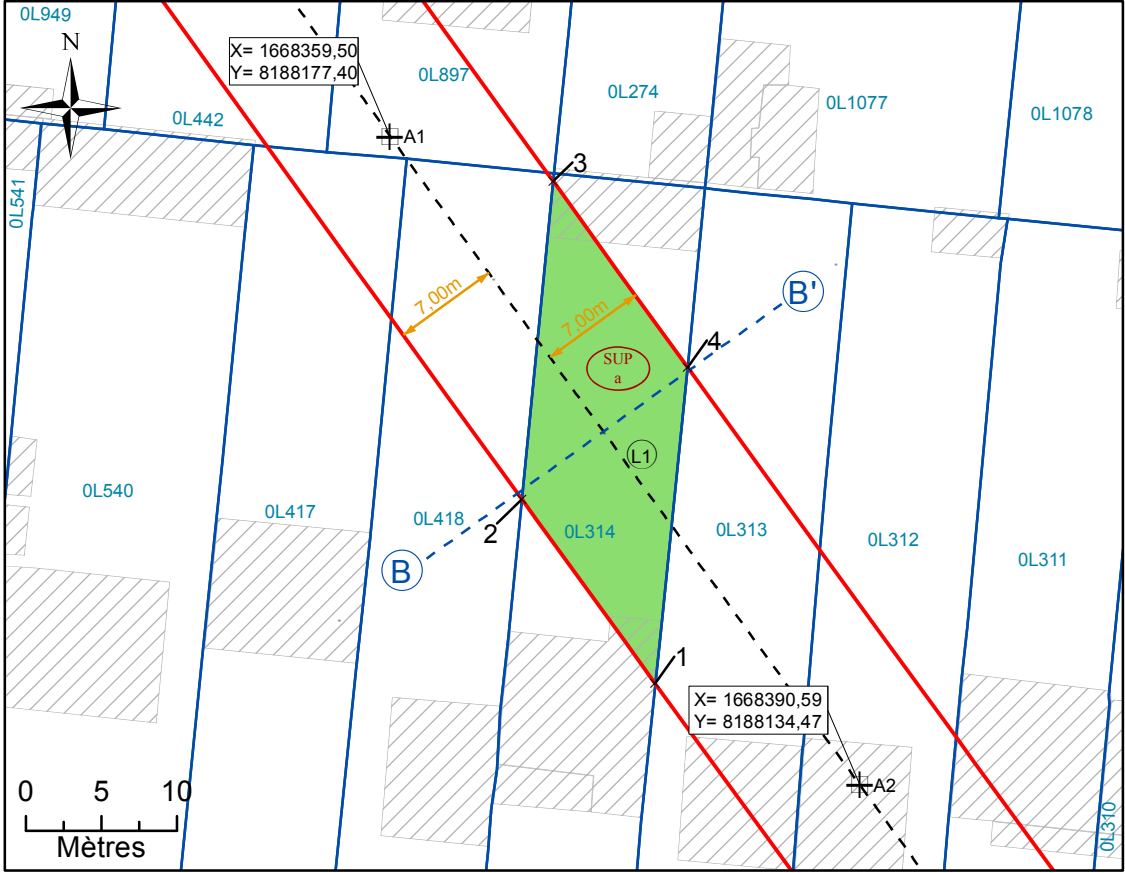 0L949
N
X= 1668359,50
Y= 8188177,40
0L897
0L274
0L1077
0L1078
0L442
A1
3
0L541
B'
7,00m
7,00m
4
SUP
a
L1
0L540
0L417
0L418
2
0L314
0L313
0L312
0L311
B
1
X= 1668390,59
Y= 8188134,47
A2
0 5 10
Mètres
0L310